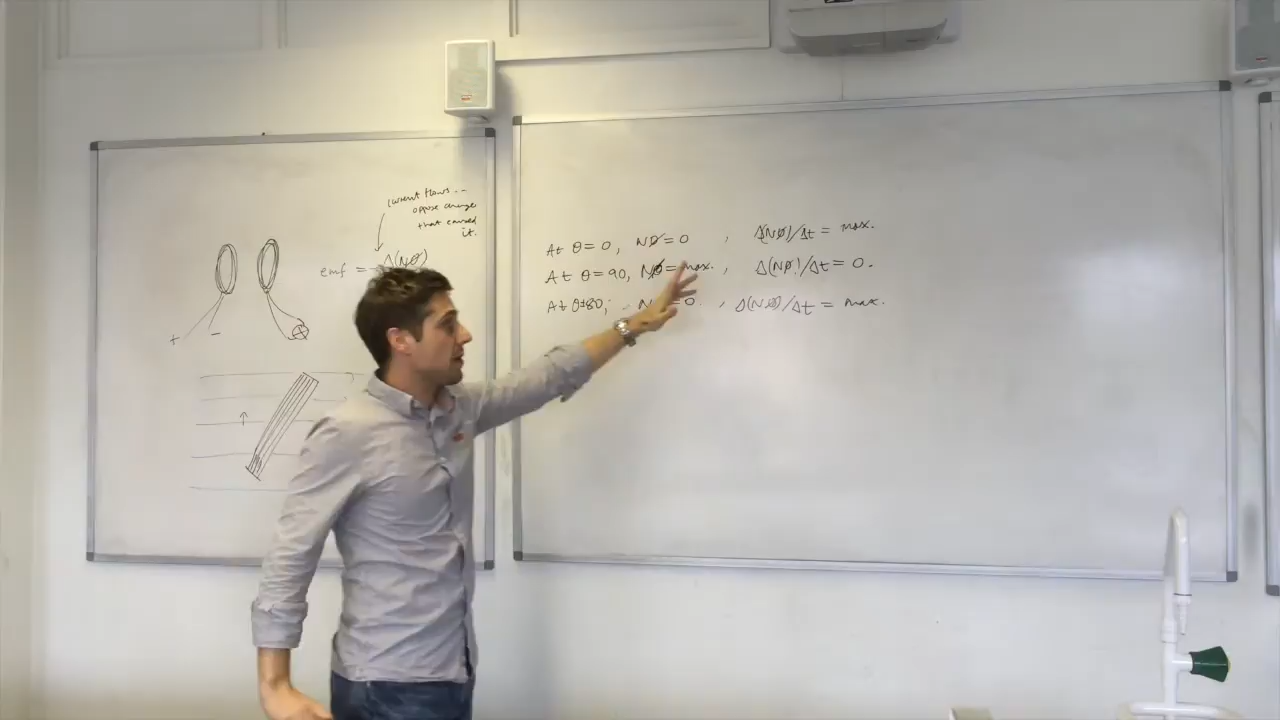 current flows...
oppose change
that caused
it.
emf = - Δ(NΦ)
+ -
At θ = 0, NΦ = 0 , Δ(NΦ)/Δt = max.
At θ = 90, NΦ = max. , Δ(NΦ)/Δt = 0.
At θ = 180, NΦ = 0. , Δ(NΦ)/Δt = max.